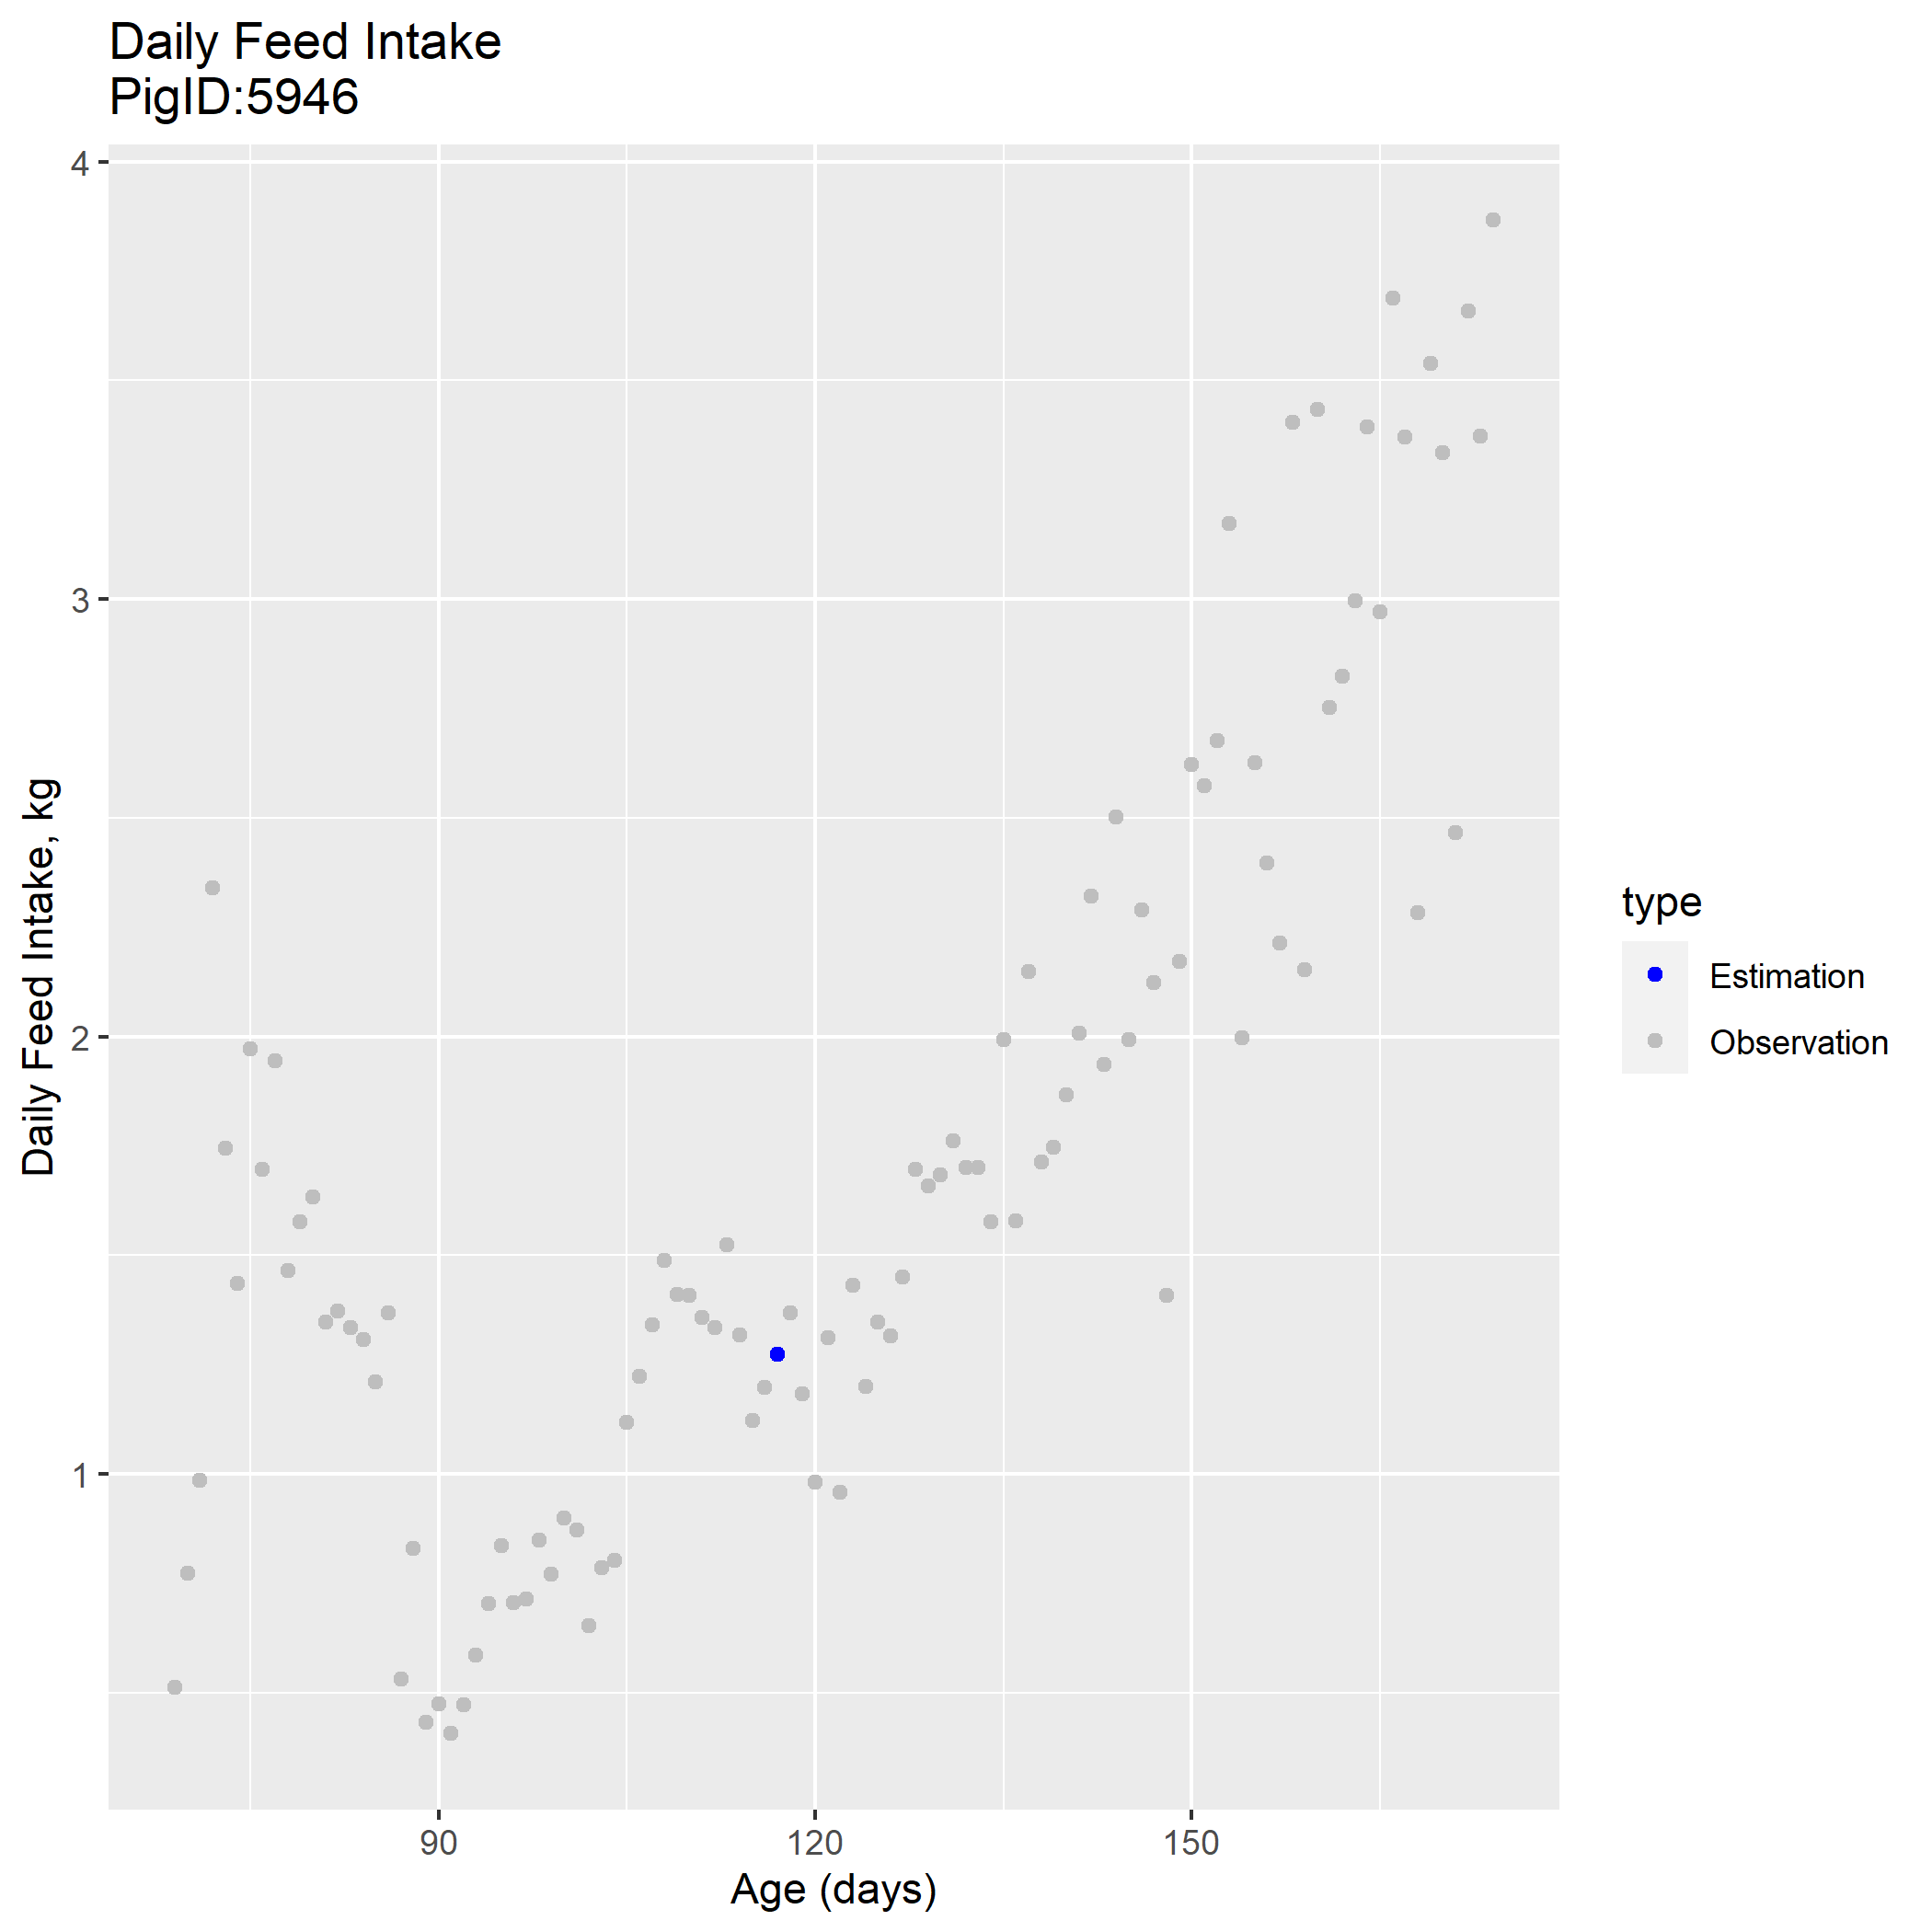 Daily Feed Intake
PigID:5946
4
3
2
1
Daily Feed Intake, kg
90 120 150
Age (days)
type
Estimation
Observation